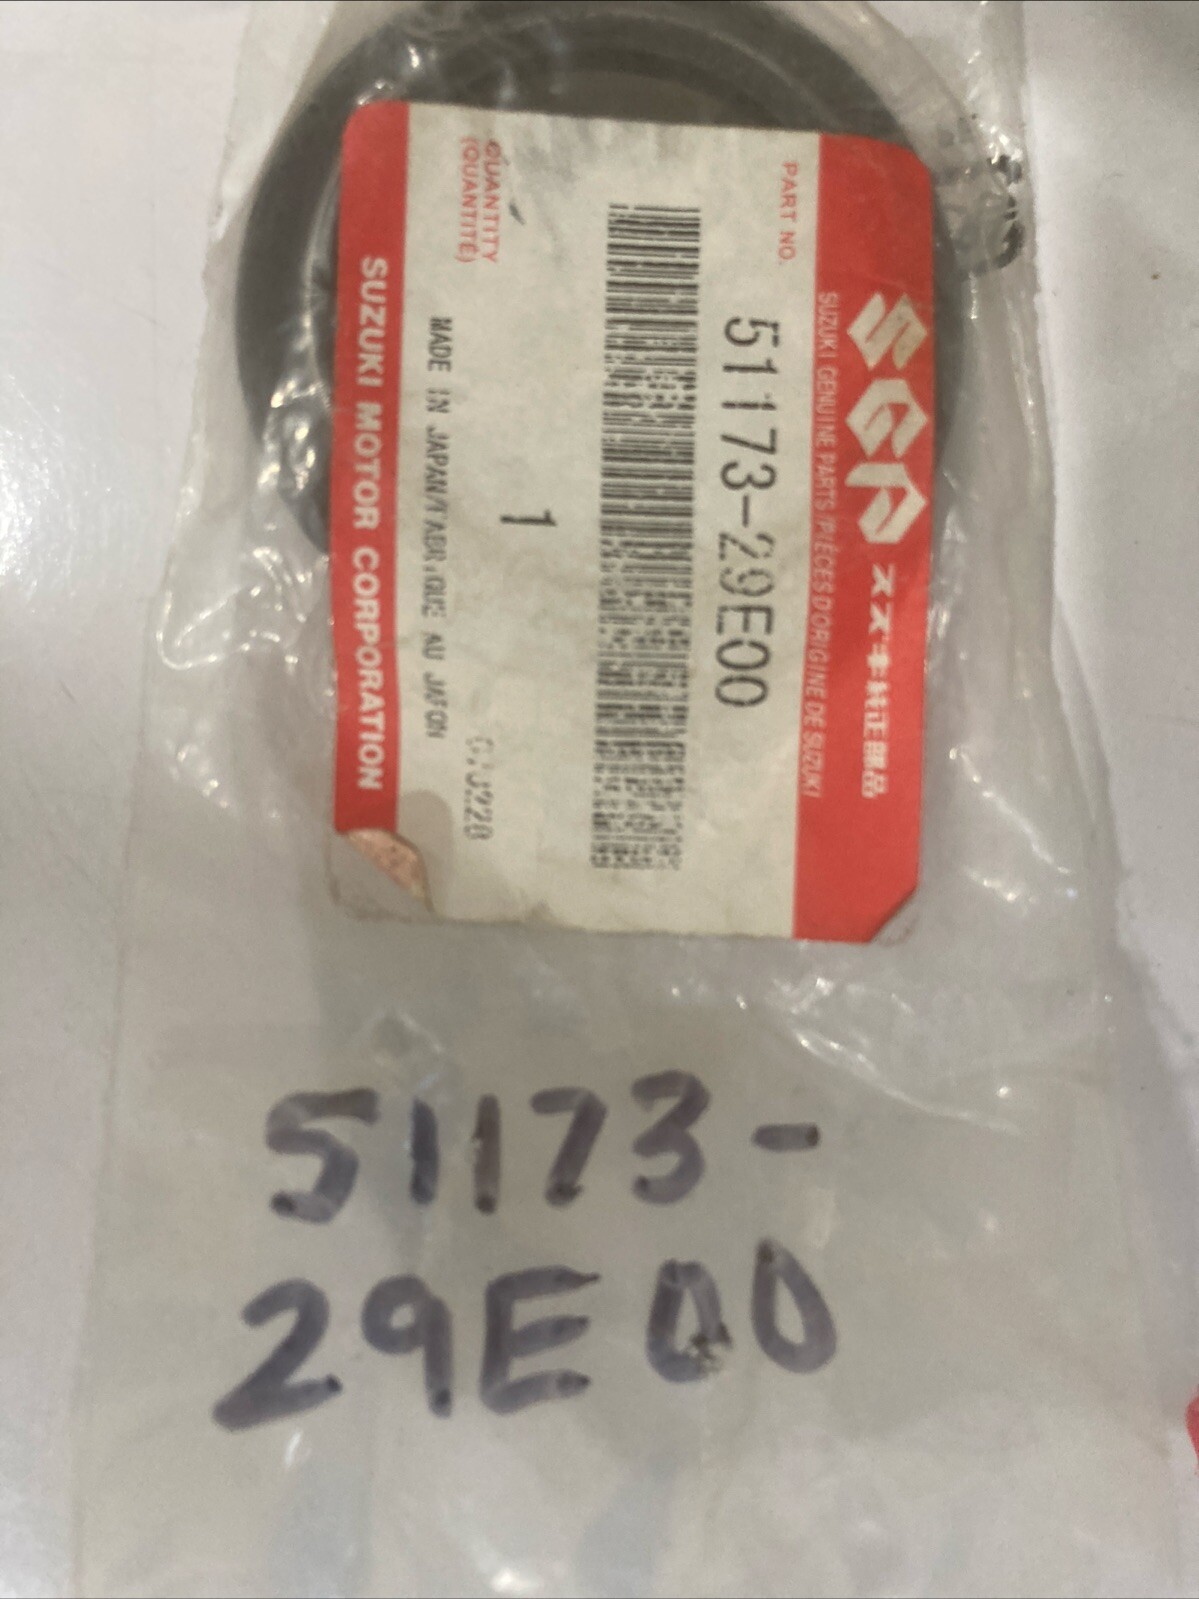 SGP スズキ純正部品
SUZUKI GENUINE PARTS/PIÈCES D'ORIGINE DE SUZUKI
PART NO.
51173-29E00
QUANTITY
(QUANTITÉ)
1
MADE IN JAPAN/FABRIQUE AU JAPON
SUZUKI MOTOR CORPORATION
51173-
29E00